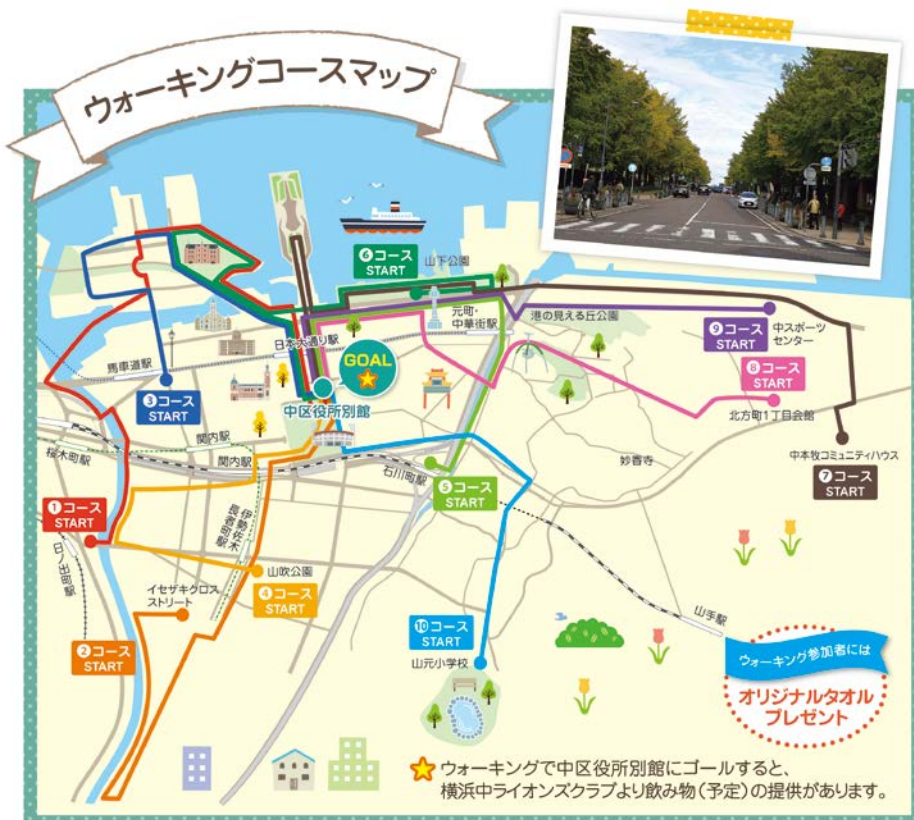 ウォーキングコースマップ
❻コース
START
山下公園
元町・
中華街駅
港の見える丘公園
❾コース
START
中スポーツ
センター
日本大通り駅
馬車道駅
GOAL
中区役所別館
❸コース
START
❽コース
START
北方町1丁目会館
関内駅
桜木町駅
関内駅
石川町駅
妙香寺
中本牧コミュニティハウス
❼コース
START
❺コース
START
❶コース
START
伊勢佐木
長者町駅
日ノ出町駅
山吹公園
イセザキクロス
ストリート
❹コース
START
❿コース
START
山手駅
❷コース
START
山元小学校
ウォーキング参加者には
オリジナルタオル
プレゼント
ウォーキングで中区役所別館にゴールすると、
横浜中ライオンズクラブより飲み物(予定)の提供があります。